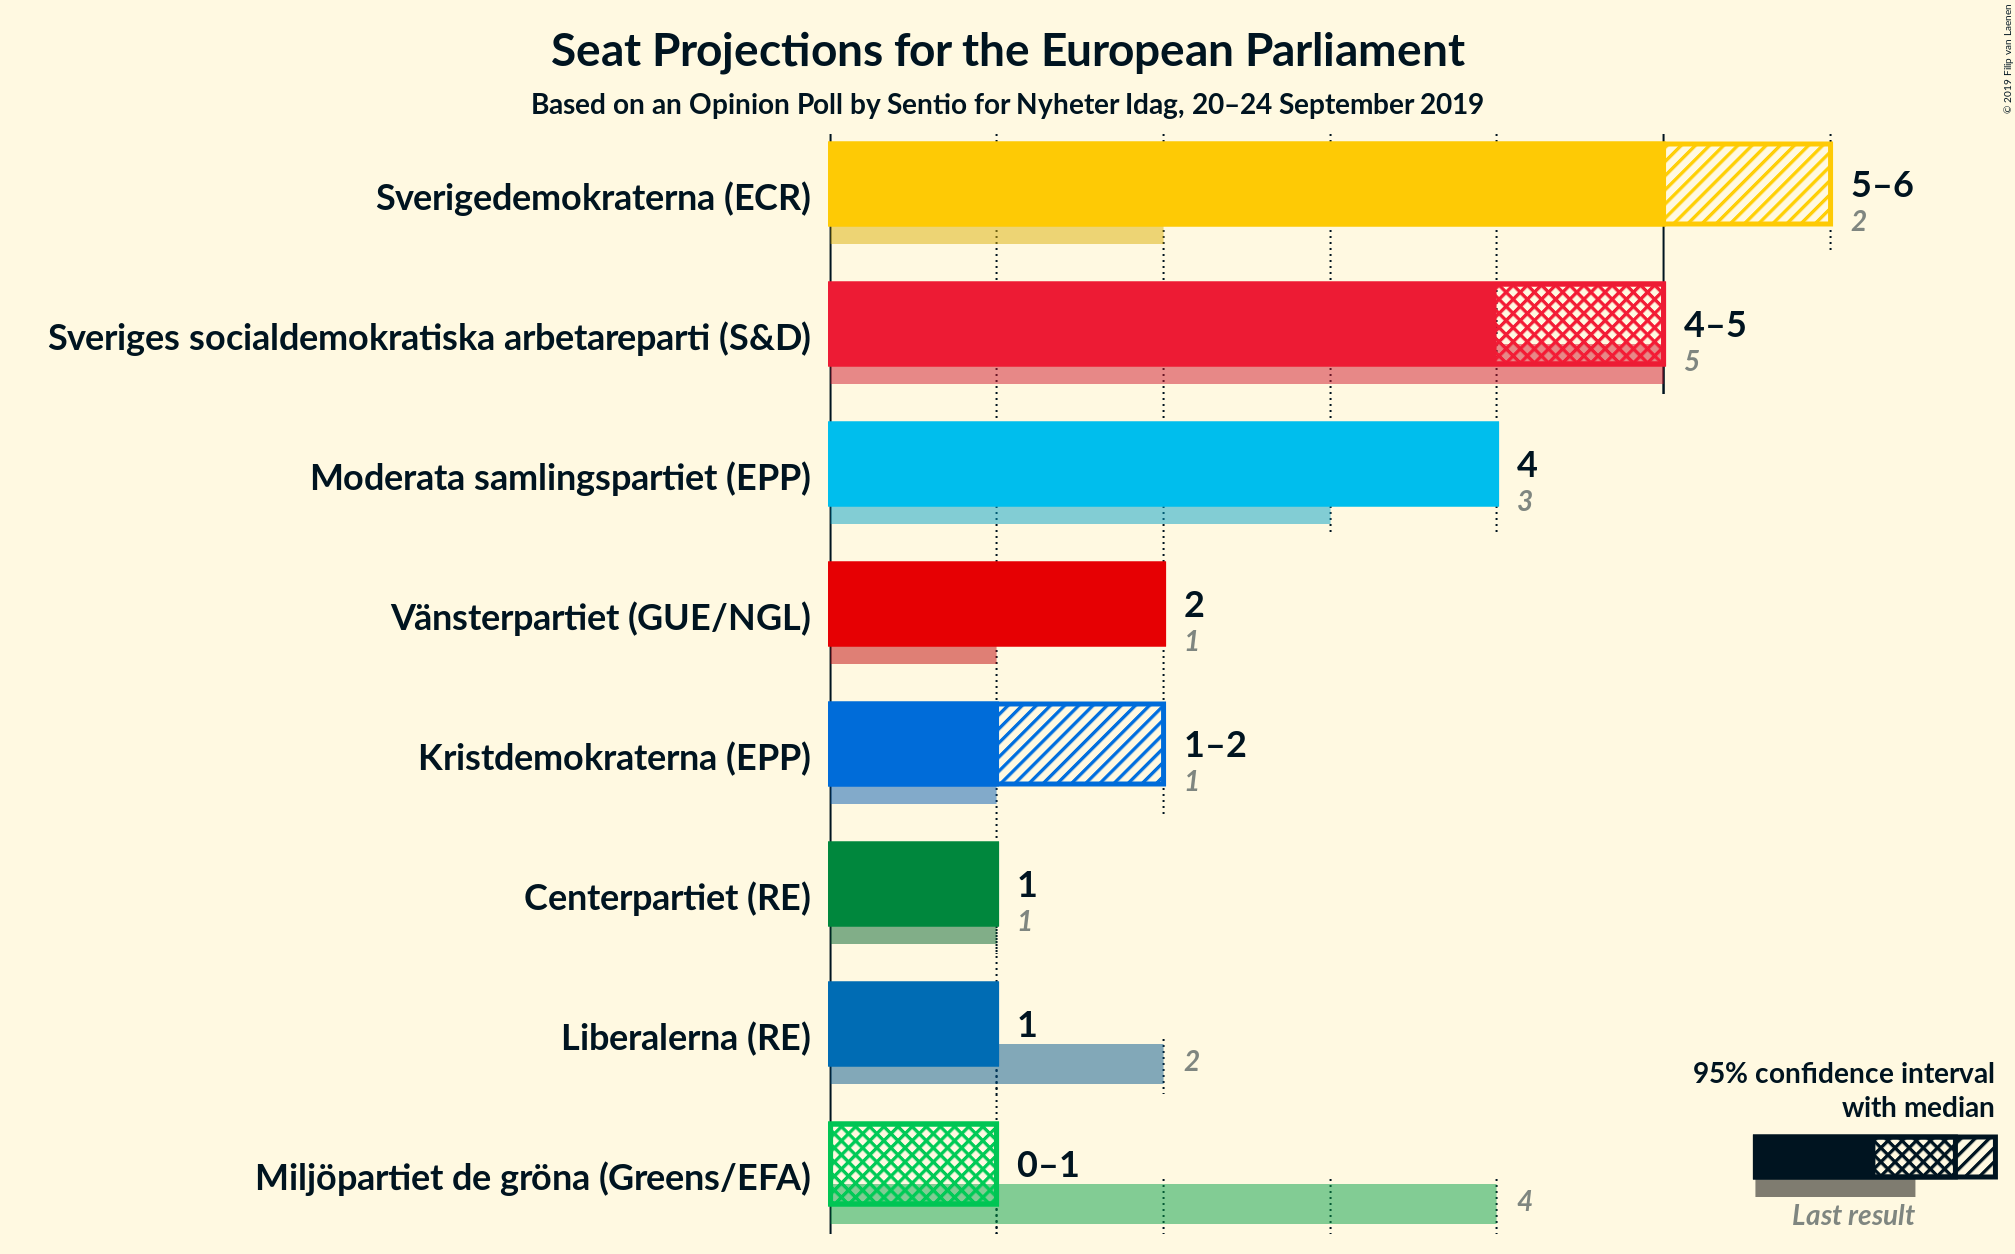 Seat Projections for the European Parliament
Based on an Opinion Poll by Sentio for Nyheter Idag, 20–24 September 2019
© 2019 Filip van Laenen
Sverigedemokraterna (ECR)
5–6
2
Sveriges socialdemokratiska arbetareparti (S&D)
4–5
5
Moderata samlingspartiet (EPP)
4
3
Vänsterpartiet (GUE/NGL)
2
1
Kristdemokraterna (EPP)
1–2
1
Centerpartiet (RE)
1
1
Liberalerna (RE)
1
2
Miljöpartiet de gröna (Greens/EFA)
0–1
4
95% confidence interval
with median
Last result